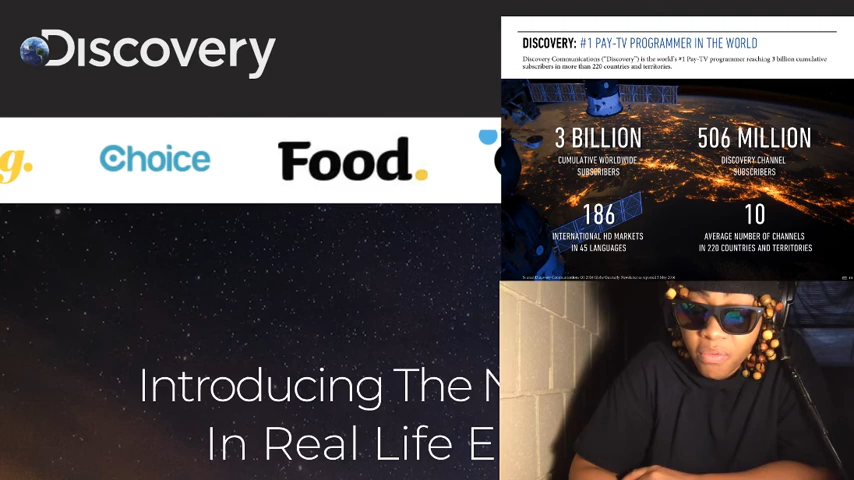 DISCOVERY
g.
Choice
Food.
Introducing The N
In Real Life E
DISCOVERY: #1 PAY-TV PROGRAMMER IN THE WORLD
Discovery Communications ("Discovery") is the world's #1 Pay-TV programmer reaching 3 billion cumulative
subscribers in more than 220 countries and territories.
3 BILLION
CUMULATIVE WORLDWIDE
SUBSCRIBERS
506 MILLION
DISCOVERY CHANNEL
SUBSCRIBERS
186
INTERNATIONAL HD MARKETS
IN 45 LANGUAGES
10
AVERAGE NUMBER OF CHANNELS
IN 220 COUNTRIES AND TERRITORIES